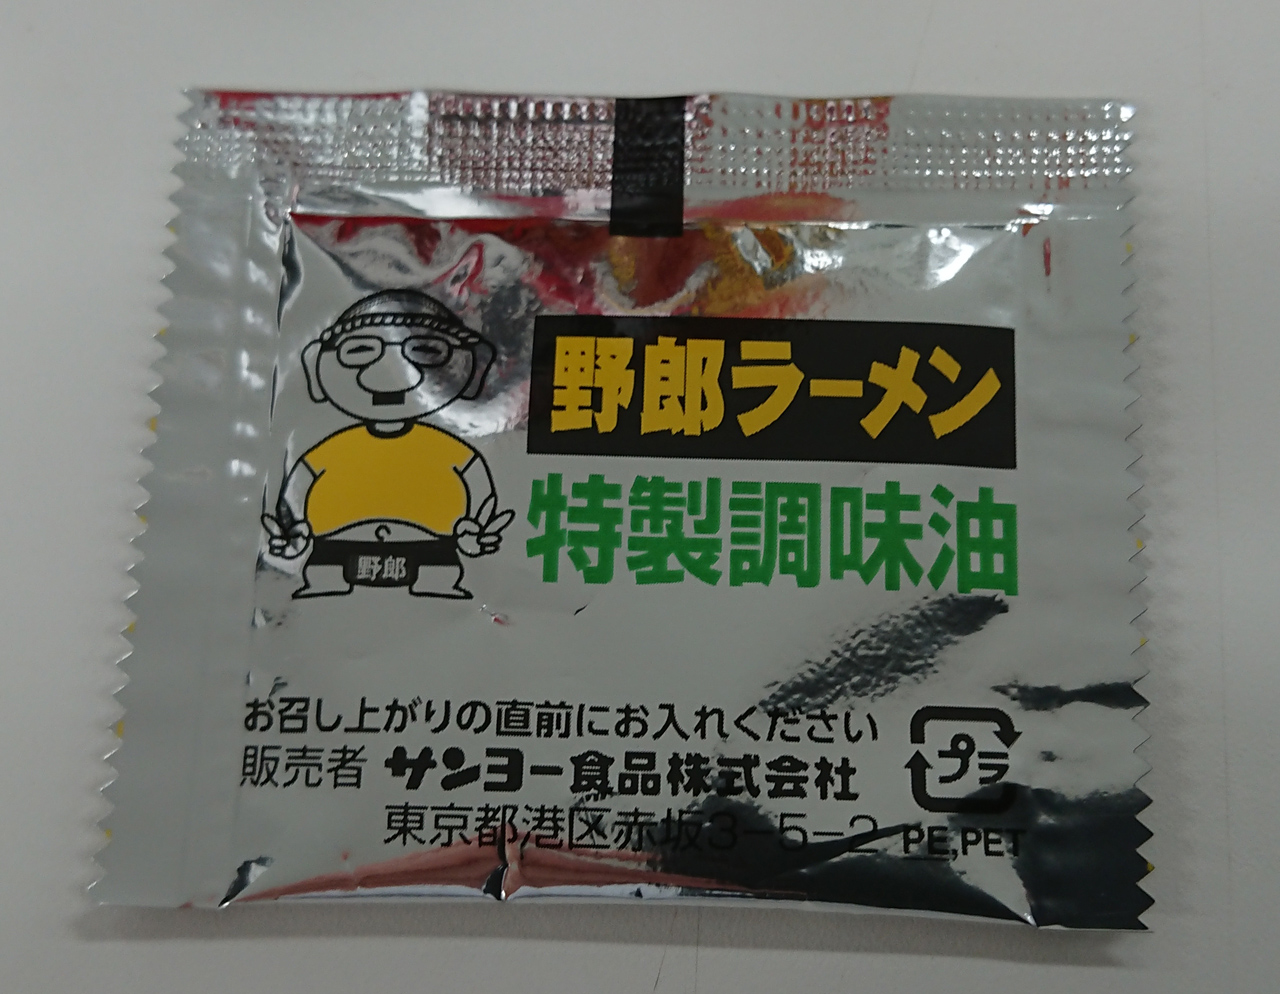 野郎ラーメン
特製調味油
野郎
お召し上がりの直前にお入れください
販売者 サンヨー食品株式会社
東京都港区赤坂3-5-2
プラ
PE,PET